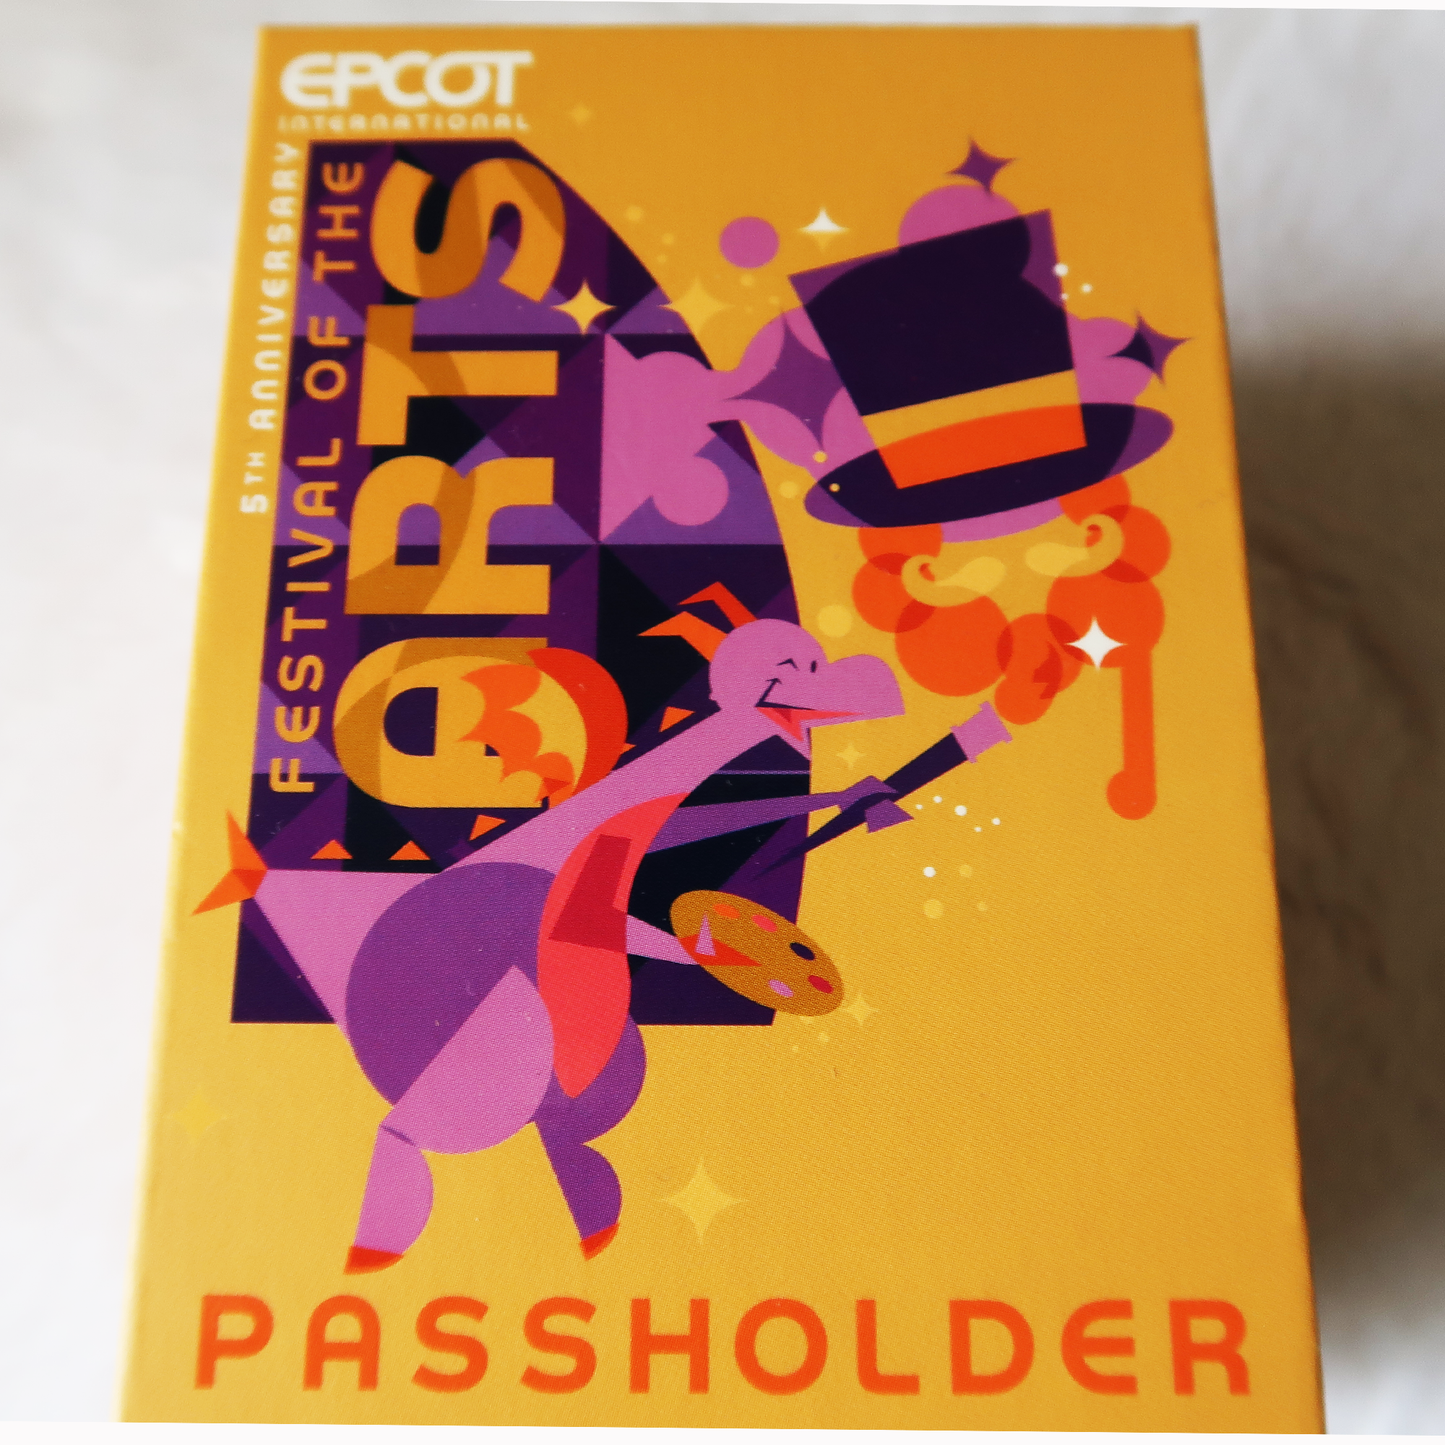 EPCOT
INTERNATIONAL
5TH ANNIVERSARY
FESTIVAL OF THE
ARTS
PASSHOLDER